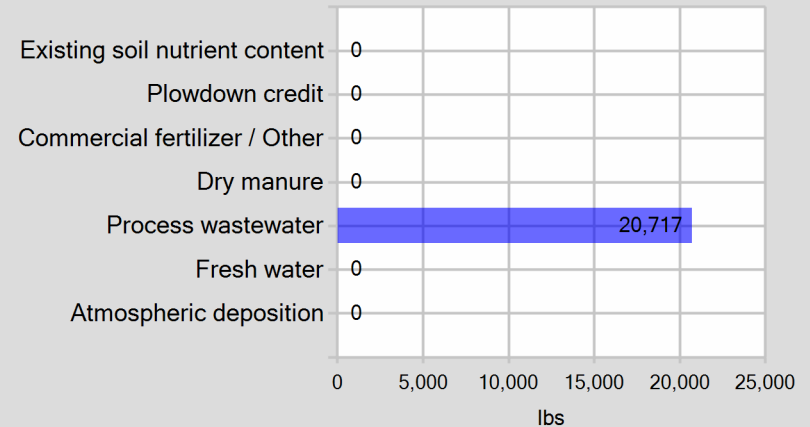 Existing soil nutrient content 0
Plowdown credit 0
Commercial fertilizer / Other 0
Dry manure 0
Process wastewater 20,717
Fresh water 0
Atmospheric deposition 0
0 5,000 10,000 15,000 20,000 25,000
lbs